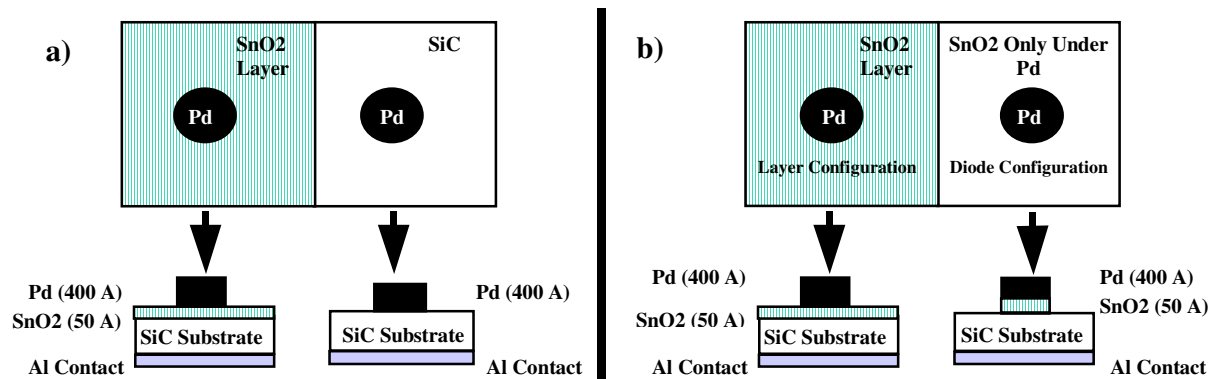 a)
SnO2
Layer
SiC
Pd
Pd
Pd (400 A)
SnO2 (50 A)
SiC Substrate
Al Contact
Pd (400 A)
SiC Substrate
Al Contact
b)
SnO2
Layer
SnO2 Only Under
Pd
Pd
Pd
Layer Configuration
Diode Configuration
Pd (400 A)
SnO2 (50 A)
SiC Substrate
Al Contact
Pd (400 A)
SnO2 (50 A)
SiC Substrate
Al Contact